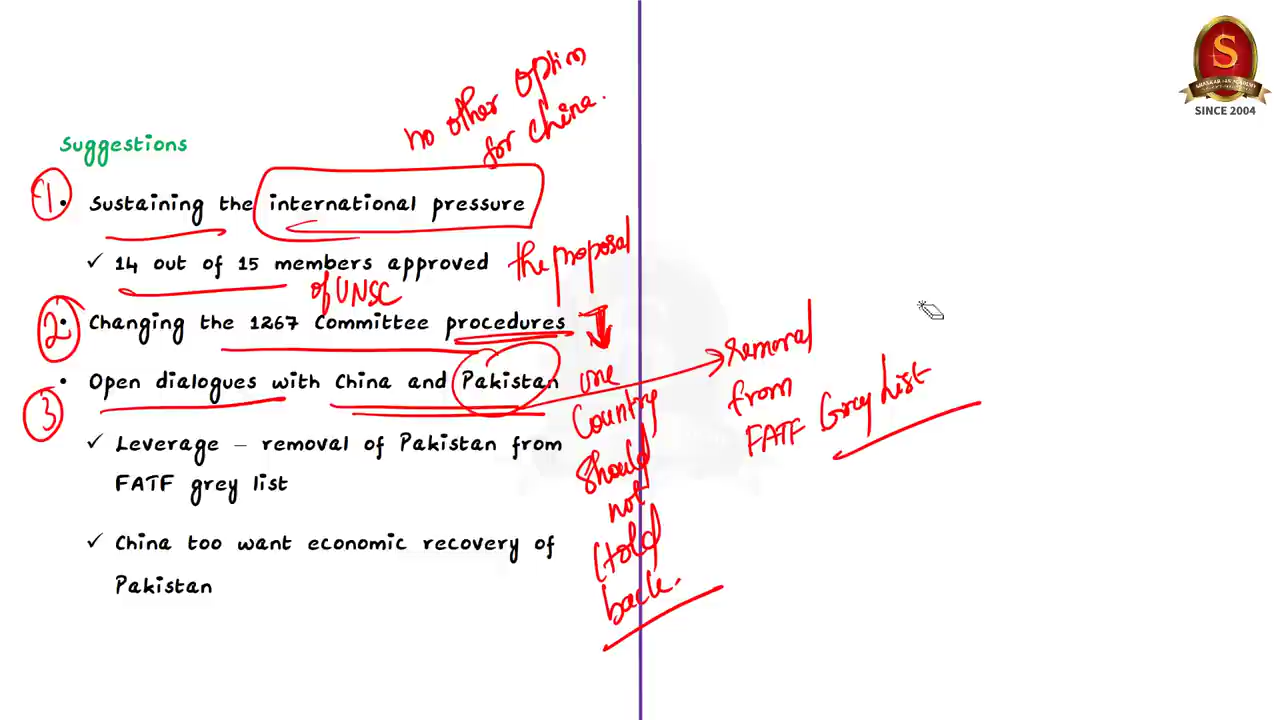 SINCE 2004
no other option
for China.
Suggestions
1
• Sustaining the international pressure
✓ 14 out of 15 members approved the proposal
of UNSC
2
• Changing the 1267 Committee procedures
• Open dialogues with China and Pakistan
3
✓ Leverage – removal of Pakistan from
FATF grey list
✓ China too want economic recovery of
Pakistan
one
Country
should
not
hold
back.
removal
from
FATF Grey List